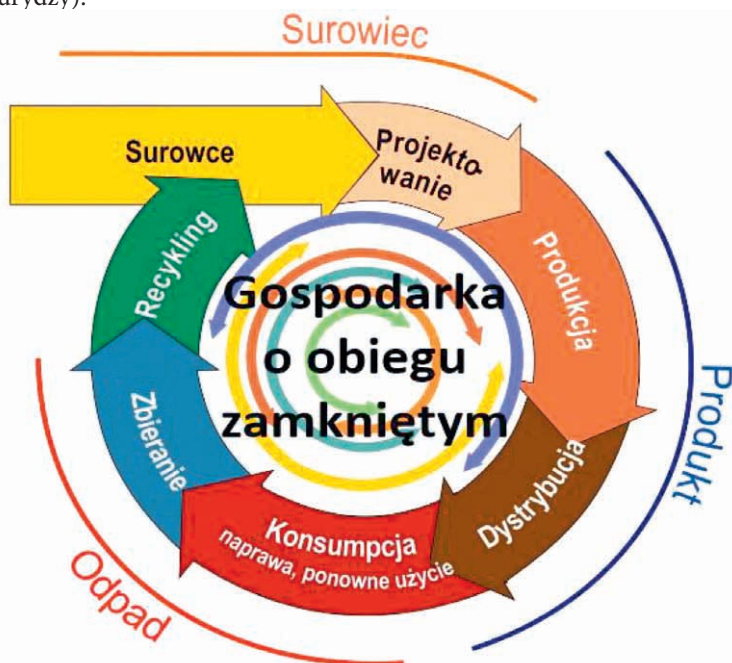 Surowiec
Surowce
Projekto-
wanie
Produkcja
Produkt
Dystrybucja
Konsumpcja
naprawa, ponowne użycie
Zbieranie
Odpad
Recykling
Gospodarka
o obiegu
zamkniętym